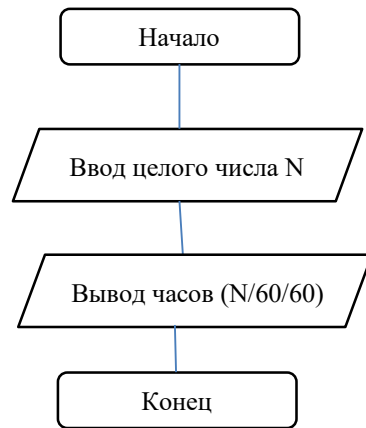 Начало
Ввод целого числа N
Вывод часов (N/60/60)
Конец